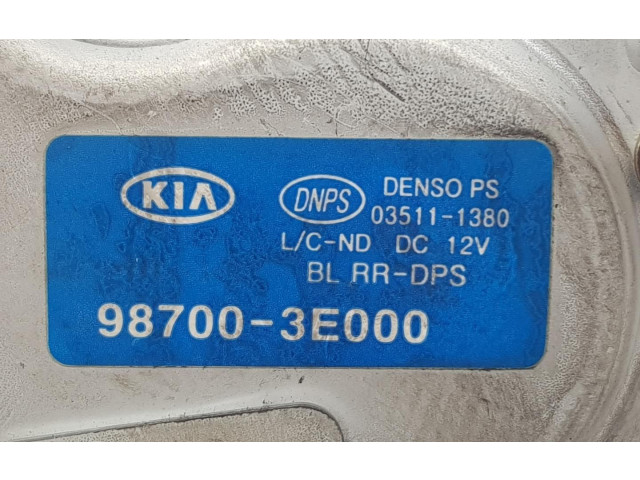 KIA
DNPS
DENSO PS
03511-1380
L/C-ND DC 12V
BL RR-DPS
98700-3E000